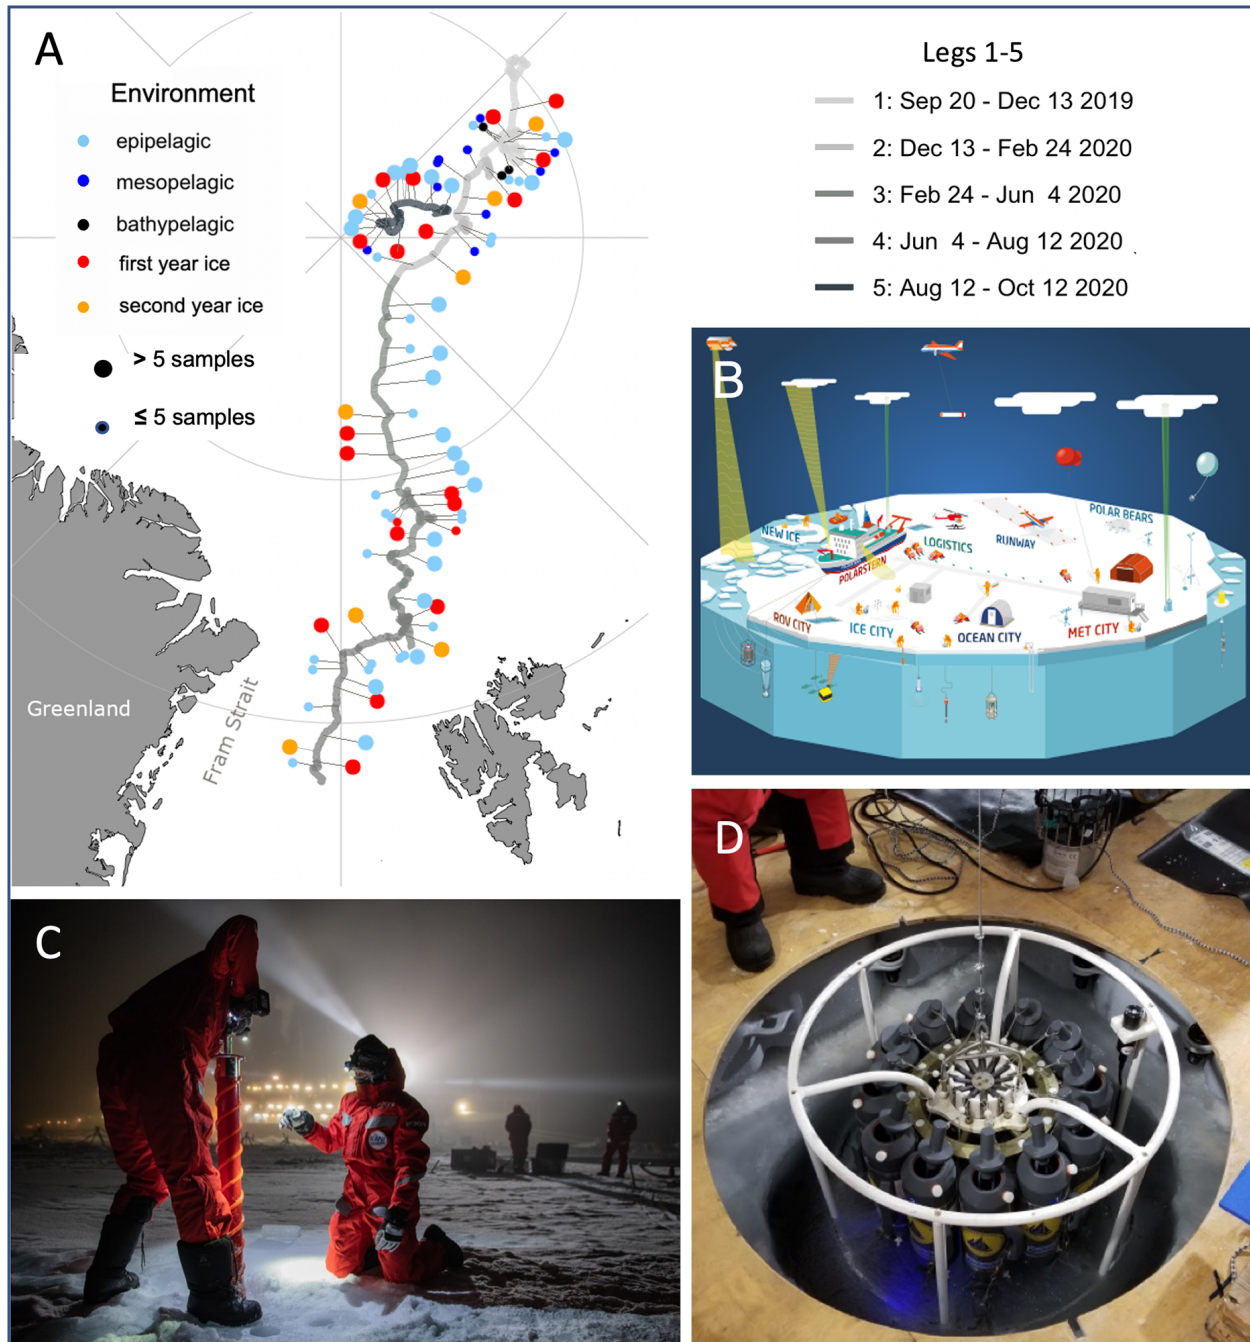 A
Environment
epipelagic
mesopelagic
bathypelagic
first year ice
second year ice
> 5 samples
≤ 5 samples
Greenland
Fram Strait
Legs 1-5
1: Sep 20 - Dec 13 2019
2: Dec 13 - Feb 24 2020
3: Feb 24 - Jun 4 2020
4: Jun 4 - Aug 12 2020
5: Aug 12 - Oct 12 2020
B
POLAR BEARS
NEW ICE
LOGISTICS
RUNWAY
POLARSTERN
ROV CITY
ICE CITY
OCEAN CITY
MET CITY
C
D